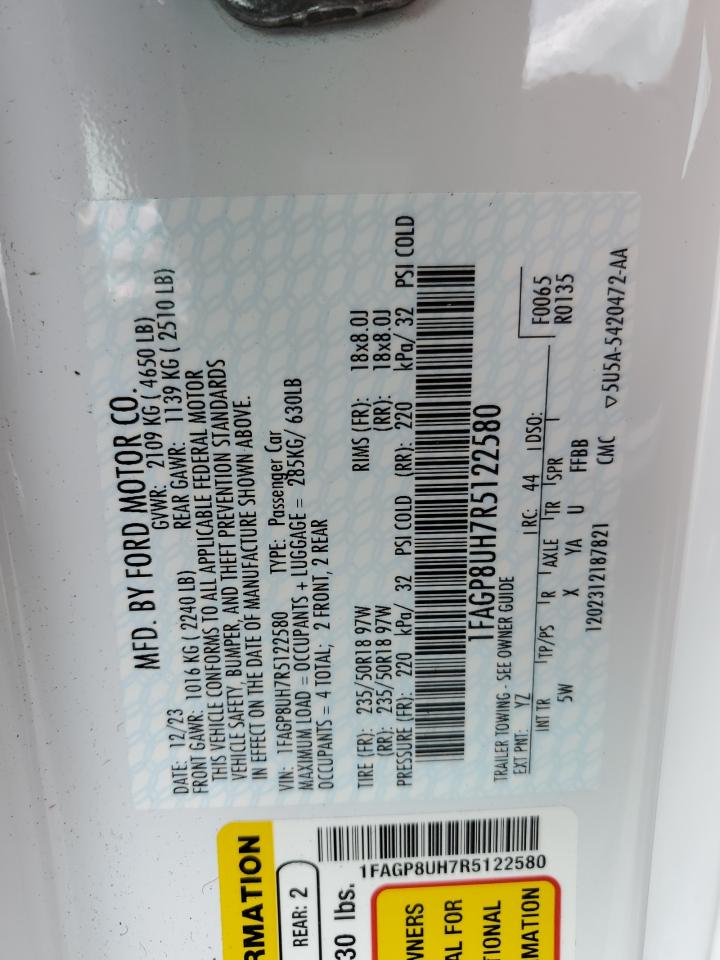 MFD. BY FORD MOTOR CO.
DATE: 12/23 GVWR: 2109 KG ( 4650 LB)
FRONT GAWR: 1016 KG ( 2240 LB) REAR GAWR: 1139 KG ( 2510 LB)
THIS VEHICLE CONFORMS TO ALL APPLICABLE FEDERAL MOTOR
VEHICLE SAFETY, BUMPER, AND THEFT PREVENTION STANDARDS
IN EFFECT ON THE DATE OF MANUFACTURE SHOWN ABOVE.
VIN: 1FAGP8UH7R5122580 TYPE: Passenger Car
MAXIMUM LOAD = OCCUPANTS + LUGGAGE = 285KG/ 630LB
OCCUPANTS = 4 TOTAL; 2 FRONT, 2 REAR
TIRE (FR): 235/50R18 97W RIMS (FR): 18x8.0J
(RR): 235/50R18 97W (RR): 18x8.0J
PRESSURE (FR): 220 kPa/ 32 PSI COLD (RR): 220 kPa/ 32 PSI COLD
1FAGP8UH7R5122580
TRAILER TOWING - SEE OWNER GUIDE
EXT PNT: YZ RC: 44 DSO: F0065
R0135
INT TR TP/PS R AXLE TR SPR
5W X YA U FFBB
1202312187821 CMC ▽5U5A-5420472-AA
RMATION
REAR: 2
30 lbs.
1FAGP8UH7R5122580
WNERS
AL FOR
TIONAL
MATION